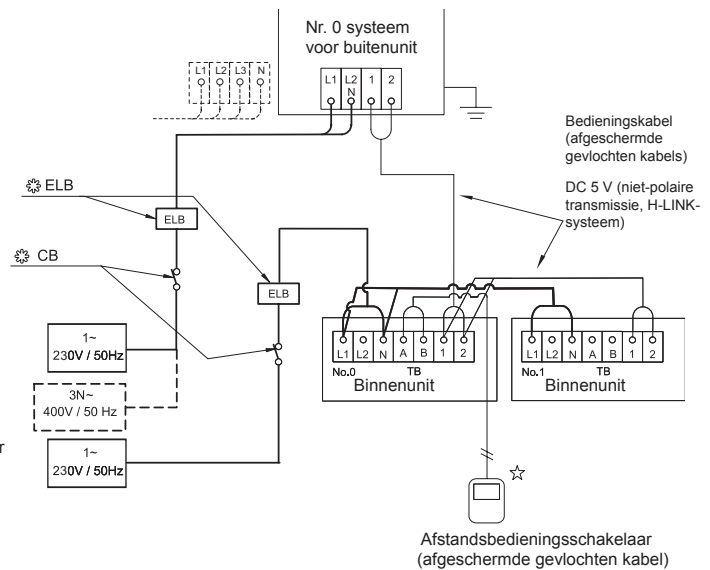 Nr. 0 systeem
voor buitenunit
L1 L2 L3 N
L1 L2 1 2
N
Bedieningskabel
(afgeschermde
gevlochten kabels)
DC 5 V (niet-polaire
transmissie, H-LINK-
systeem)
ELB
ELB
CB
ELB
1~
230V / 50Hz
3N~
400V / 50 Hz
1~
230V / 50Hz
r
L1 L2 N A B 1 2
No.0 TB
Binnenunit
L1 L2 N A B 1 2
No.1 TB
Binnenunit
Afstandsbedieningsschakelaar
(afgeschermde gevlochten kabel)